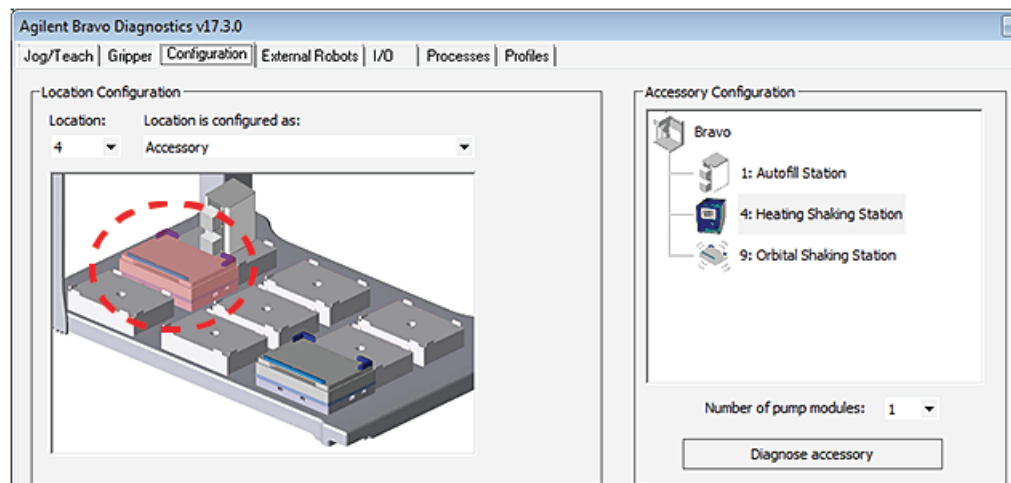 Agilent Bravo Diagnostics v17.3.0
Jog/Teach Gripper Configuration External Robots I/O Processes Profiles
Location Configuration
Location: Location is configured as:
4 Accessory
Accessory Configuration
Bravo
1: Autofill Station
4: Heating Shaking Station
9: Orbital Shaking Station
Number of pump modules: 1
Diagnose accessory